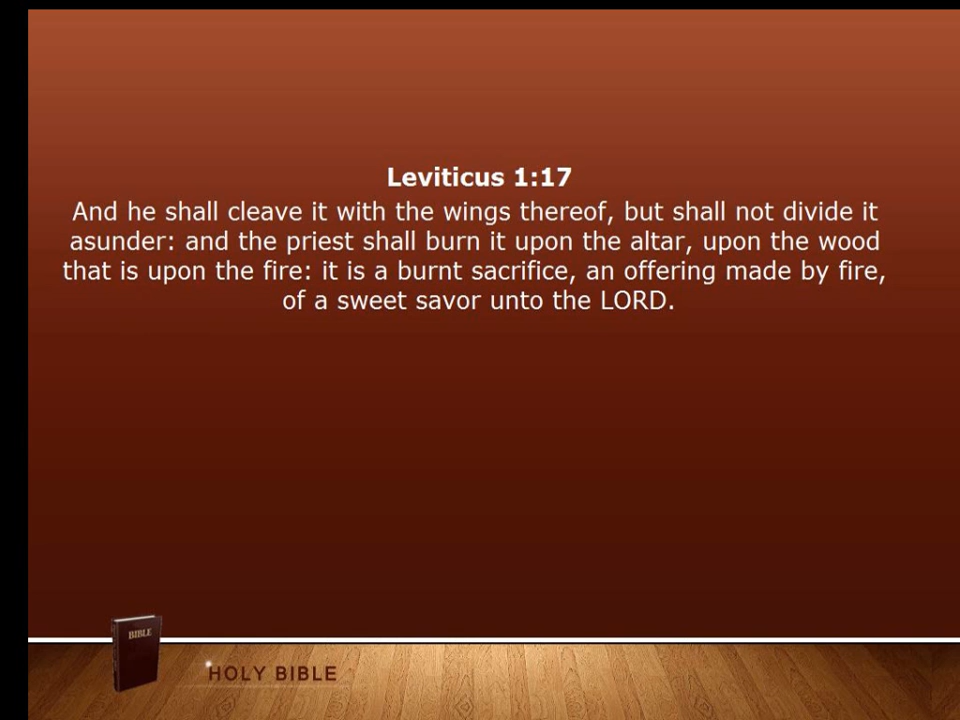 Leviticus 1:17
And he shall cleave it with the wings thereof, but shall not divide it
asunder: and the priest shall burn it upon the altar, upon the wood
that is upon the fire: it is a burnt sacrifice, an offering made by fire,
of a sweet savor unto the LORD.
BIBLE
HOLY BIBLE